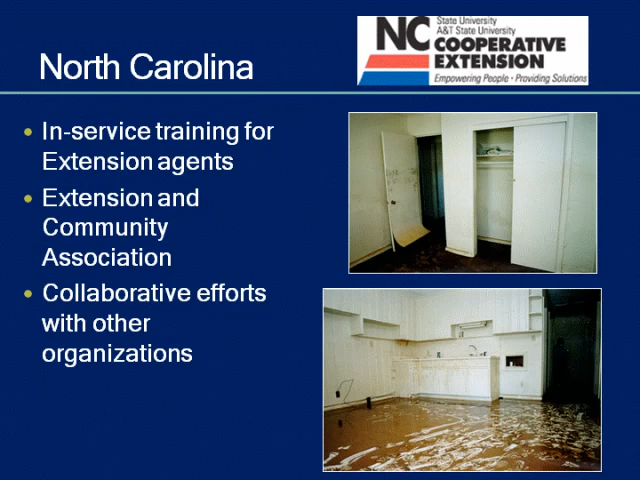 North Carolina
NC
State University
A&T State University
COOPERATIVE
EXTENSION
Empowering People • Providing Solutions
• In-service training for
Extension agents
• Extension and
Community
Association
• Collaborative efforts
with other
organizations